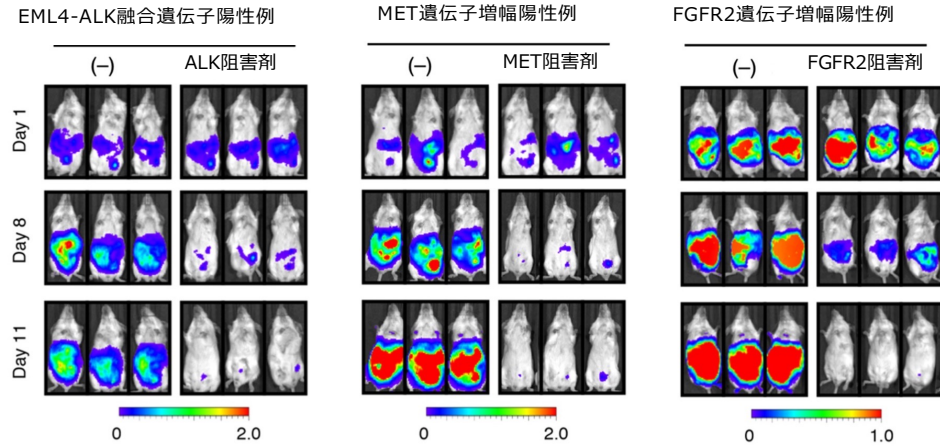 EML4-ALK融合遺伝子陽性例
MET遺伝子増幅陽性例
FGFR2遺伝子増幅陽性例
(−) ALK阻害剤
(−) MET阻害剤
(−) FGFR2阻害剤
Day 1
Day 8
Day 11
0 2.0
0 2.0
0 1.0